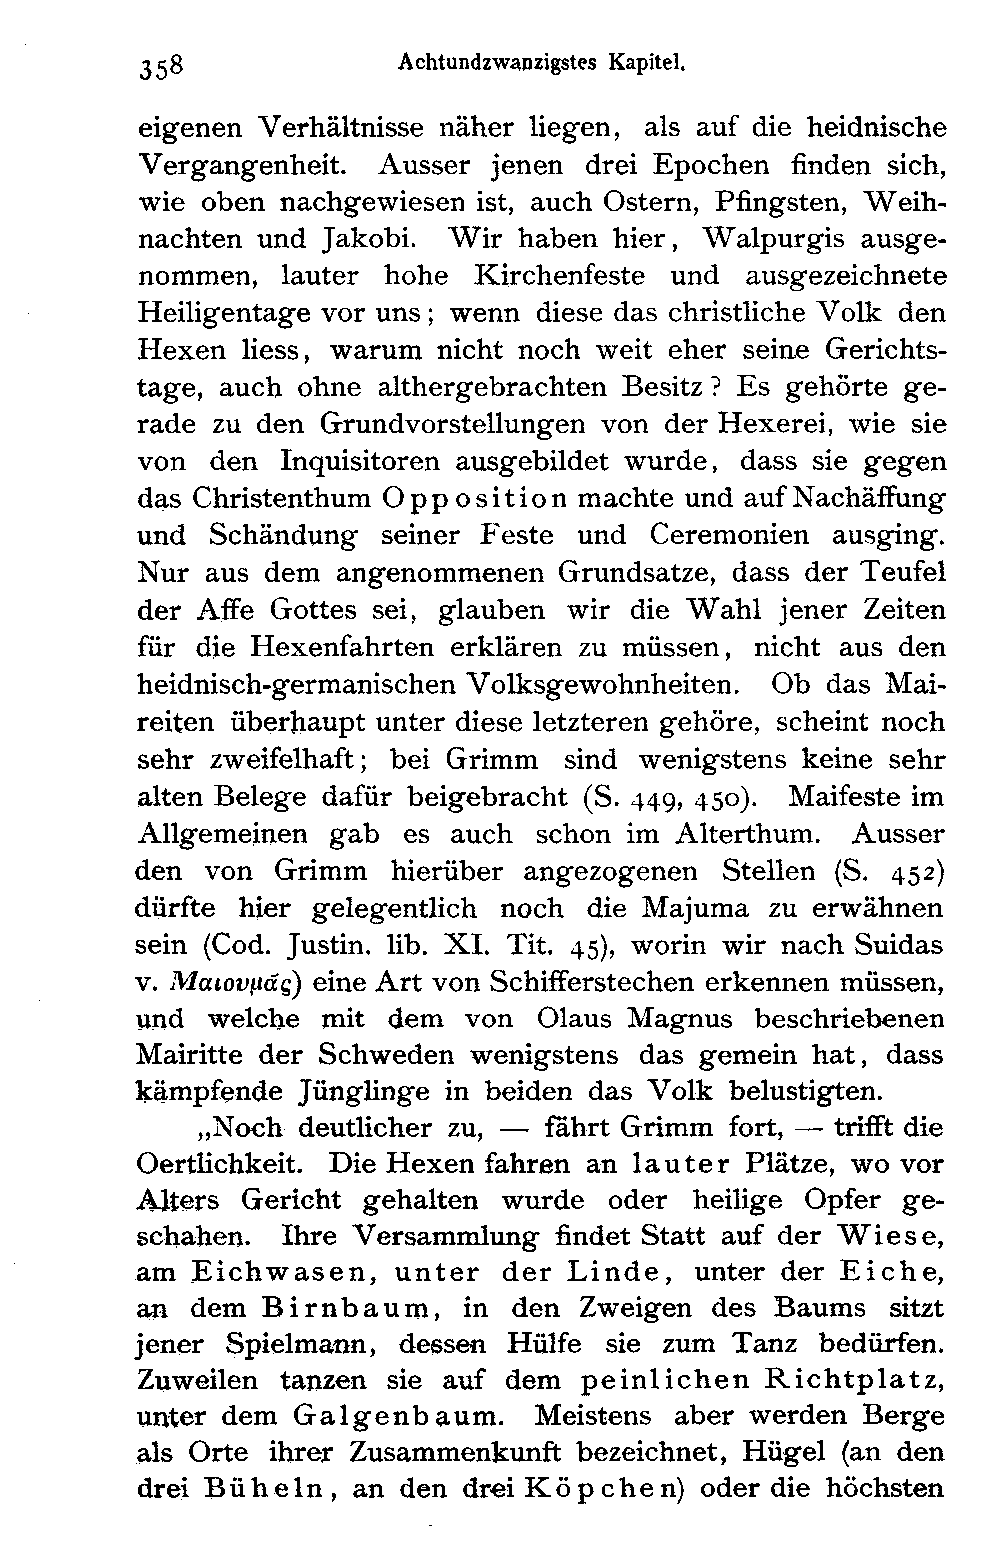 358 Achtundzwanzigstes Kapitel.
eigenen Verhältnisse näher liegen, als auf die heidnische
Vergangenheit. Ausser jenen drei Epochen finden sich,
wie oben nachgewiesen ist, auch Ostern, Pfingsten, Weih-
nachten und Jakobi. Wir haben hier, Walpurgis ausge-
nommen, lauter hohe Kirchenfeste und ausgezeichnete
Heiligentage vor uns; wenn diese das christliche Volk den
Hexen liess, warum nicht noch weit eher seine Gerichts-
tage, auch ohne althergebrachten Besitz? Es gehörte ge-
rade zu den Grundvorstellungen von der Hexerei, wie sie
von den Inquisitoren ausgebildet wurde, dass sie gegen
das Christenthum Opposition machte und auf Nachäffung
und Schändung seiner Feste und Ceremonien ausging.
Nur aus dem angenommenen Grundsatze, dass der Teufel
der Affe Gottes sei, glauben wir die Wahl jener Zeiten
für die Hexenfahrten erklären zu müssen, nicht aus den
heidnisch-germanischen Volksgewohnheiten. Ob das Mai-
reiten überhaupt unter diese letzteren gehöre, scheint noch
sehr zweifelhaft; bei Grimm sind wenigstens keine sehr
alten Belege dafür beigebracht (S. 449, 450). Maifeste im
Allgemeinen gab es auch schon im Alterthum. Ausser
den von Grimm hierüber angezogenen Stellen (S. 452)
dürfte hier gelegentlich noch die Majuma zu erwähnen
sein (Cod. Justin. lib. XI. Tit. 45), worin wir nach Suidas
v. Μαιουμᾶς) eine Art von Schifferstechen erkennen müssen,
und welche mit dem von Olaus Magnus beschriebenen
Mairitte der Schweden wenigstens das gemein hat, dass
kämpfende Jünglinge in beiden das Volk belustigten.
„Noch deutlicher zu, — fährt Grimm fort, — trifft die
Oertlichkeit. Die Hexen fahren an lauter Plätze, wo vor
Alters Gericht gehalten wurde oder heilige Opfer ge-
schahen. Ihre Versammlung findet Statt auf der Wiese,
am Eichwasen, unter der Linde, unter der Eiche,
an dem Birnbaum, in den Zweigen des Baums sitzt
jener Spielmann, dessen Hülfe sie zum Tanz bedürfen.
Zuweilen tanzen sie auf dem peinlichen Richtplatz,
unter dem Galgenbaum. Meistens aber werden Berge
als Orte ihrer Zusammenkunft bezeichnet, Hügel (an den
drei Büheln, an den drei Köpchen) oder die höchsten